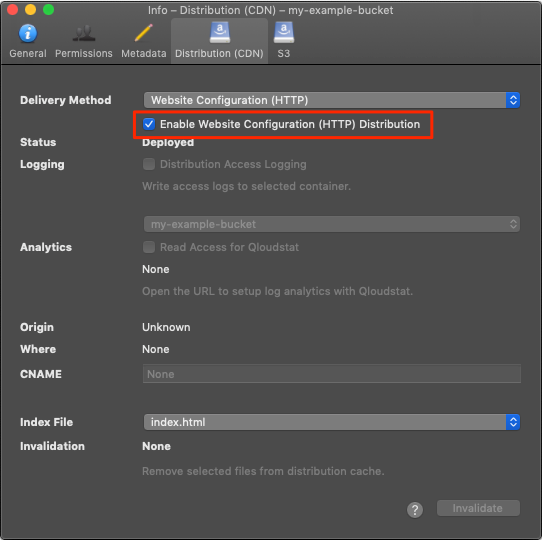 Info – Distribution (CDN) – my-example-bucket
General Permissions Metadata Distribution (CDN) S3
Delivery Method Website Configuration (HTTP)
Enable Website Configuration (HTTP) Distribution
Status Deployed
Logging Distribution Access Logging
Write access logs to selected container.
my-example-bucket
Analytics Read Access for Qloudstat
None
Open the URL to setup log analytics with Qloudstat.
Origin Unknown
Where None
CNAME None
Index File index.html
Invalidation None
Remove selected files from distribution cache.
? Invalidate